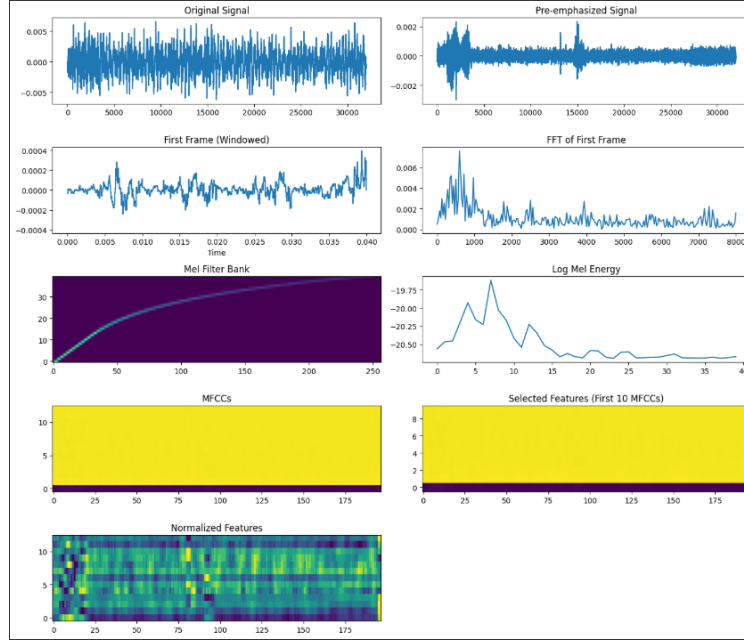 Original Signal
Pre-emphasized Signal
0.005
0.000
−0.005
0 5000 10000 15000 20000 25000 30000
0.002
0.000
−0.002
0 5000 10000 15000 20000 25000 30000
First Frame (Windowed)
FFT of First Frame
0.0004
0.0002
0.0000
−0.0002
−0.0004
0.000 0.005 0.010 0.015 0.020 0.025 0.030 0.035 0.040
Time
0.006
0.004
0.002
0.000
0 1000 2000 3000 4000 5000 6000 7000 8000
Mel Filter Bank
Log Mel Energy
30
20
10
0
0 50 100 150 200 250
−19.75
−20.00
−20.25
−20.50
0 5 10 15 20 25 30 35 40
MFCCs
Selected Features (First 10 MFCCs)
10
5
0
0 25 50 75 100 125 150 175
8
6
4
2
0
0 25 50 75 100 125 150 175
Normalized Features
10
5
0
0 25 50 75 100 125 150 175